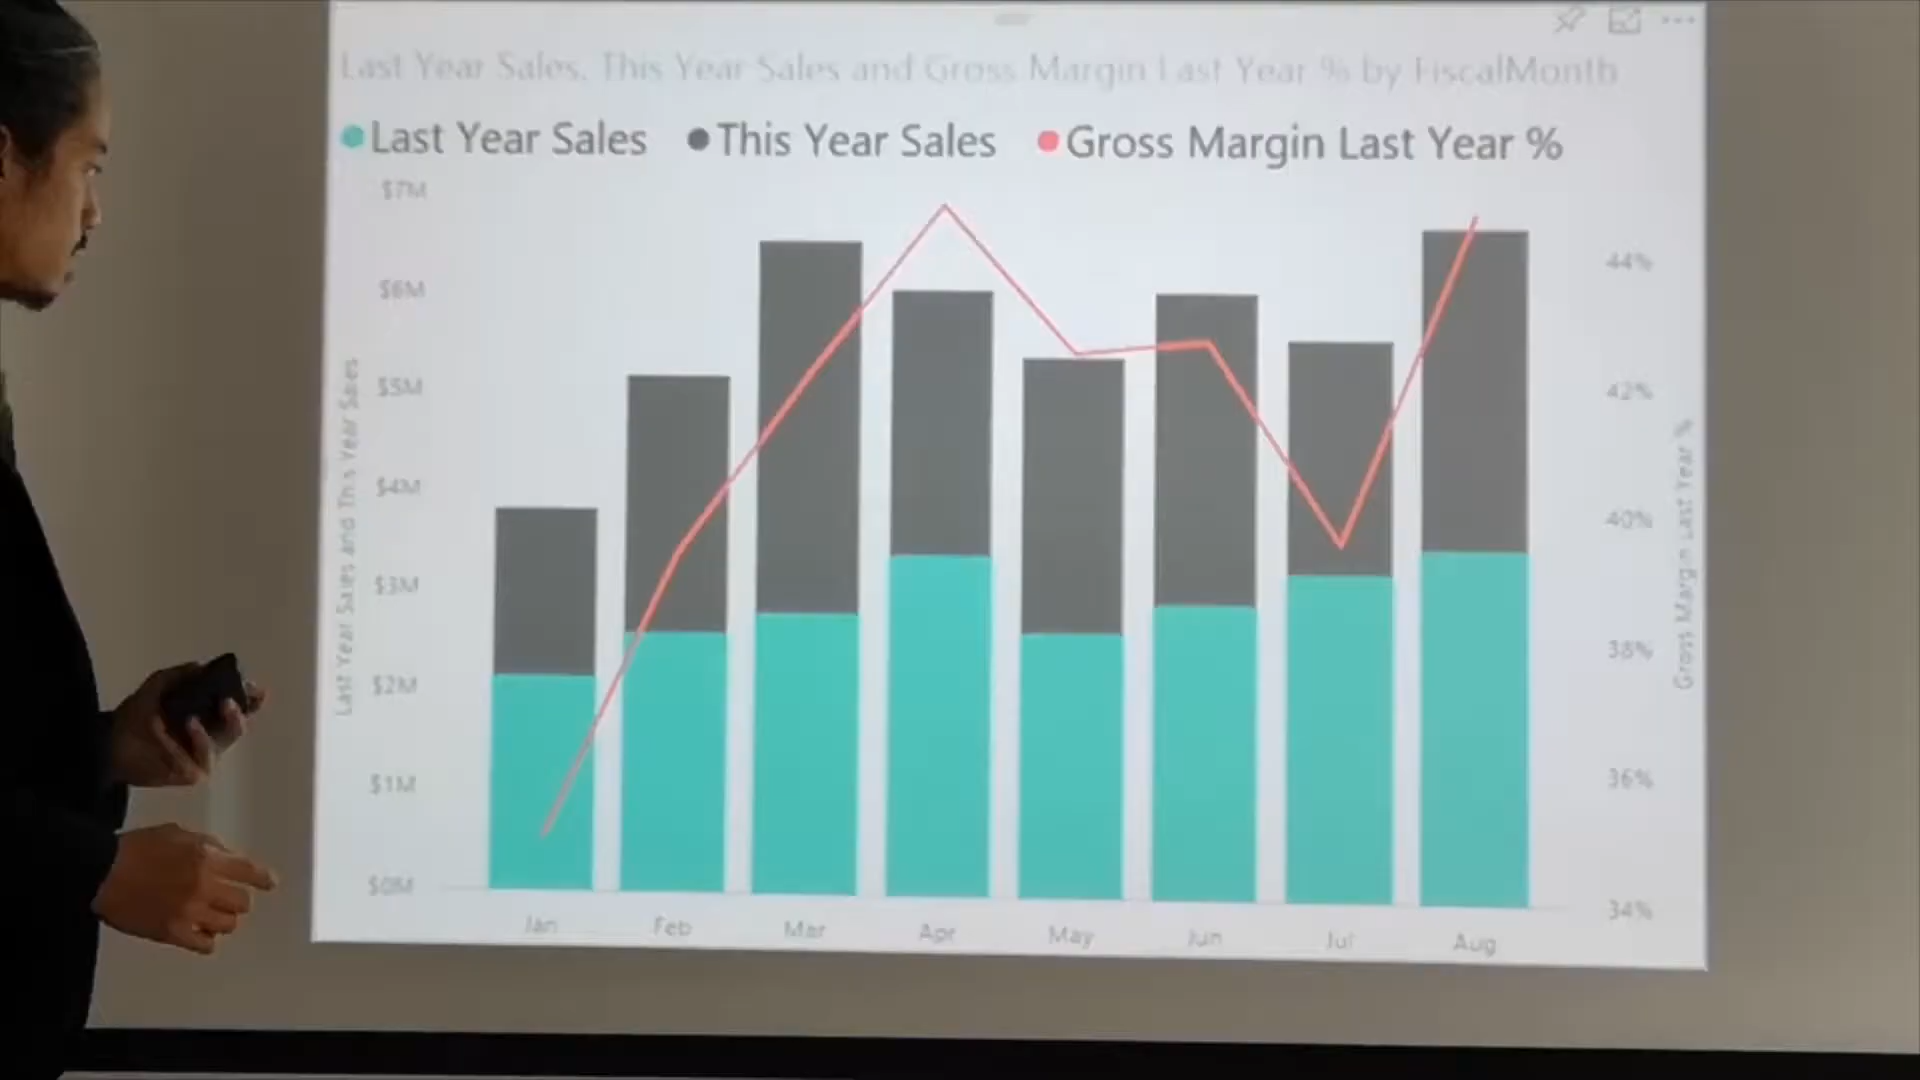 Last Year Sales, This Year Sales and Gross Margin Last Year % by FiscalMonth
Last Year Sales This Year Sales Gross Margin Last Year %
$7M
$6M
$5M
$4M
$3M
$2M
$1M
$0M
Last Year Sales and This Year Sales
44%
42%
40%
38%
36%
34%
Gross Margin Last Year %
Jan Feb Mar Apr May Jun Jul Aug